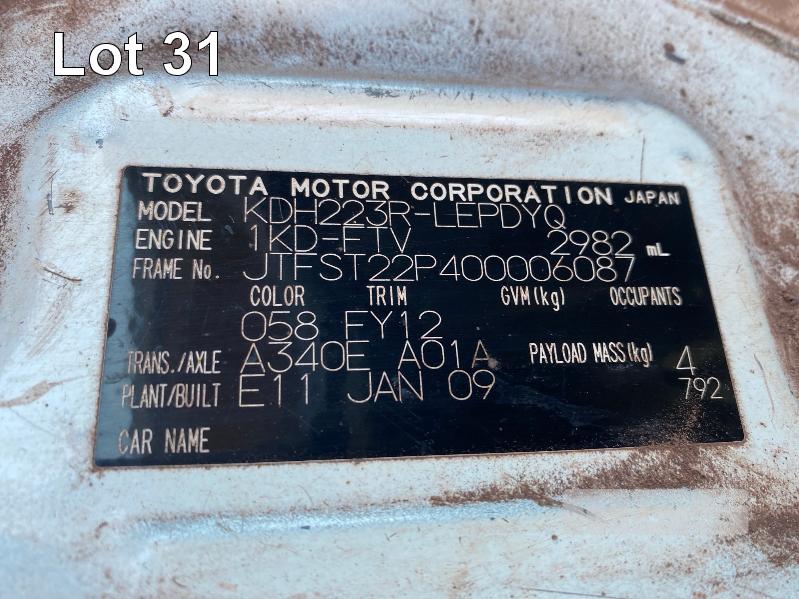 Lot 31
TOYOTA MOTOR CORPORATION JAPAN
MODEL KDH223R-LEPDYQ
ENGINE 1KD-FTV 2982 mL
FRAME No. JTFST22P400006087
COLOR TRIM GVM(kg) OCCUPANTS
058 FY12
TRANS./AXLE A340E A01A PAYLOAD MASS(kg) 4
PLANT/BUILT E11 JAN 09 792
CAR NAME